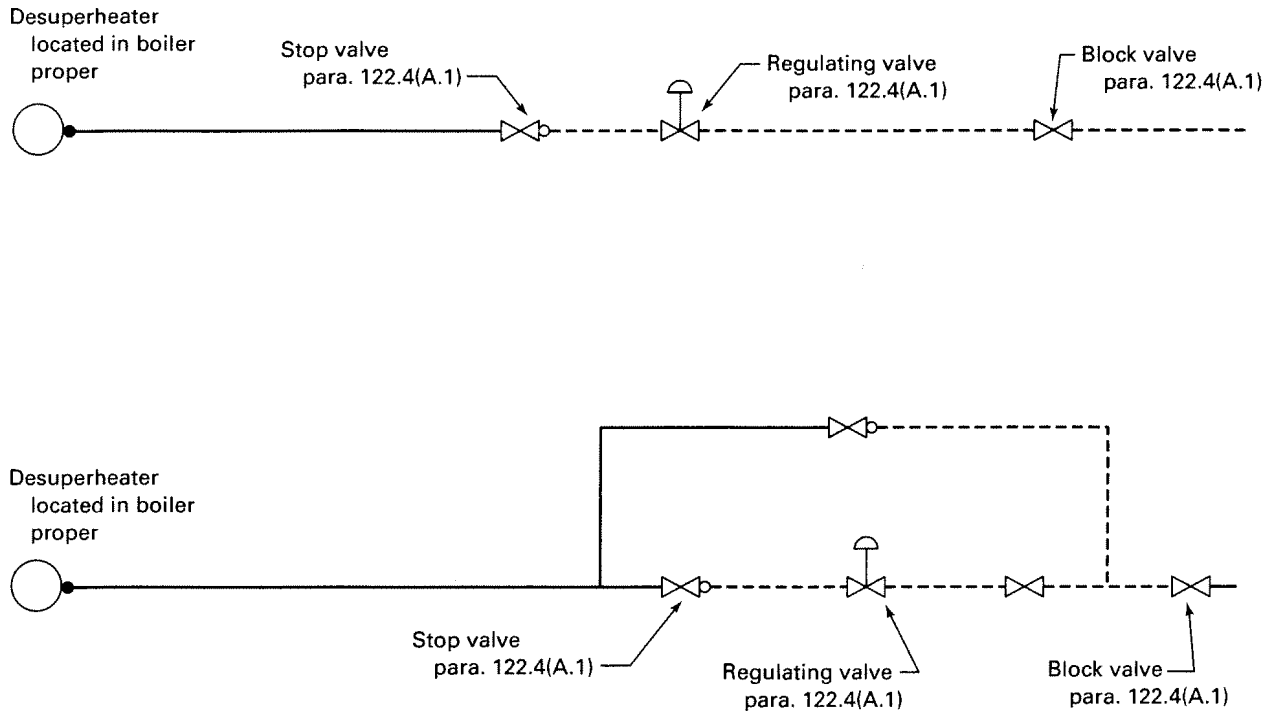 Desuperheater
located in boiler
proper
Stop valve
para. 122.4(A.1)
Regulating valve
para. 122.4(A.1)
Block valve
para. 122.4(A.1)
Desuperheater
located in boiler
proper
Stop valve
para. 122.4(A.1)
Regulating valve
para. 122.4(A.1)
Block valve
para. 122.4(A.1)